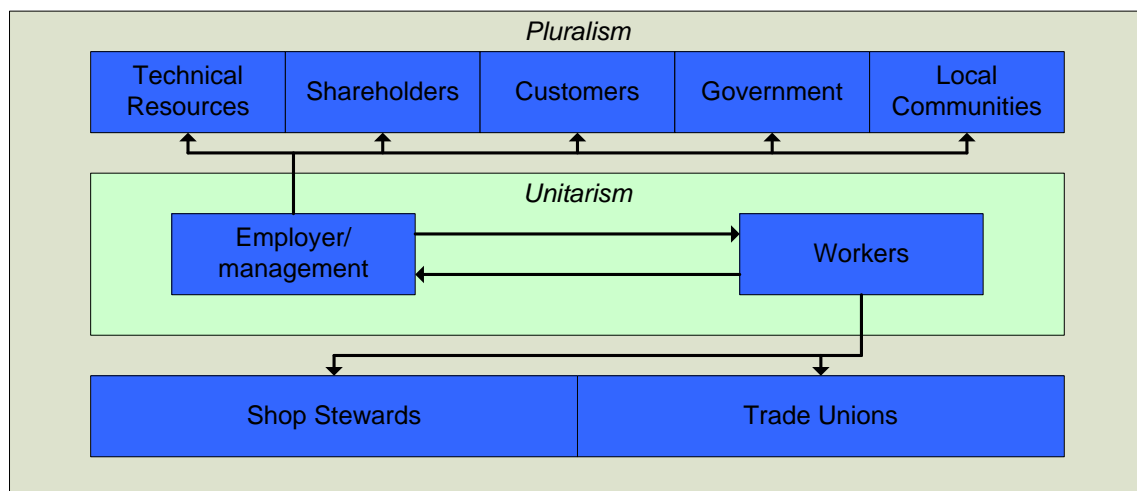 Pluralism
Technical
Resources
Shareholders
Customers
Government
Local
Communities
Unitarism
Employer/
management
Workers
Shop Stewards
Trade Unions